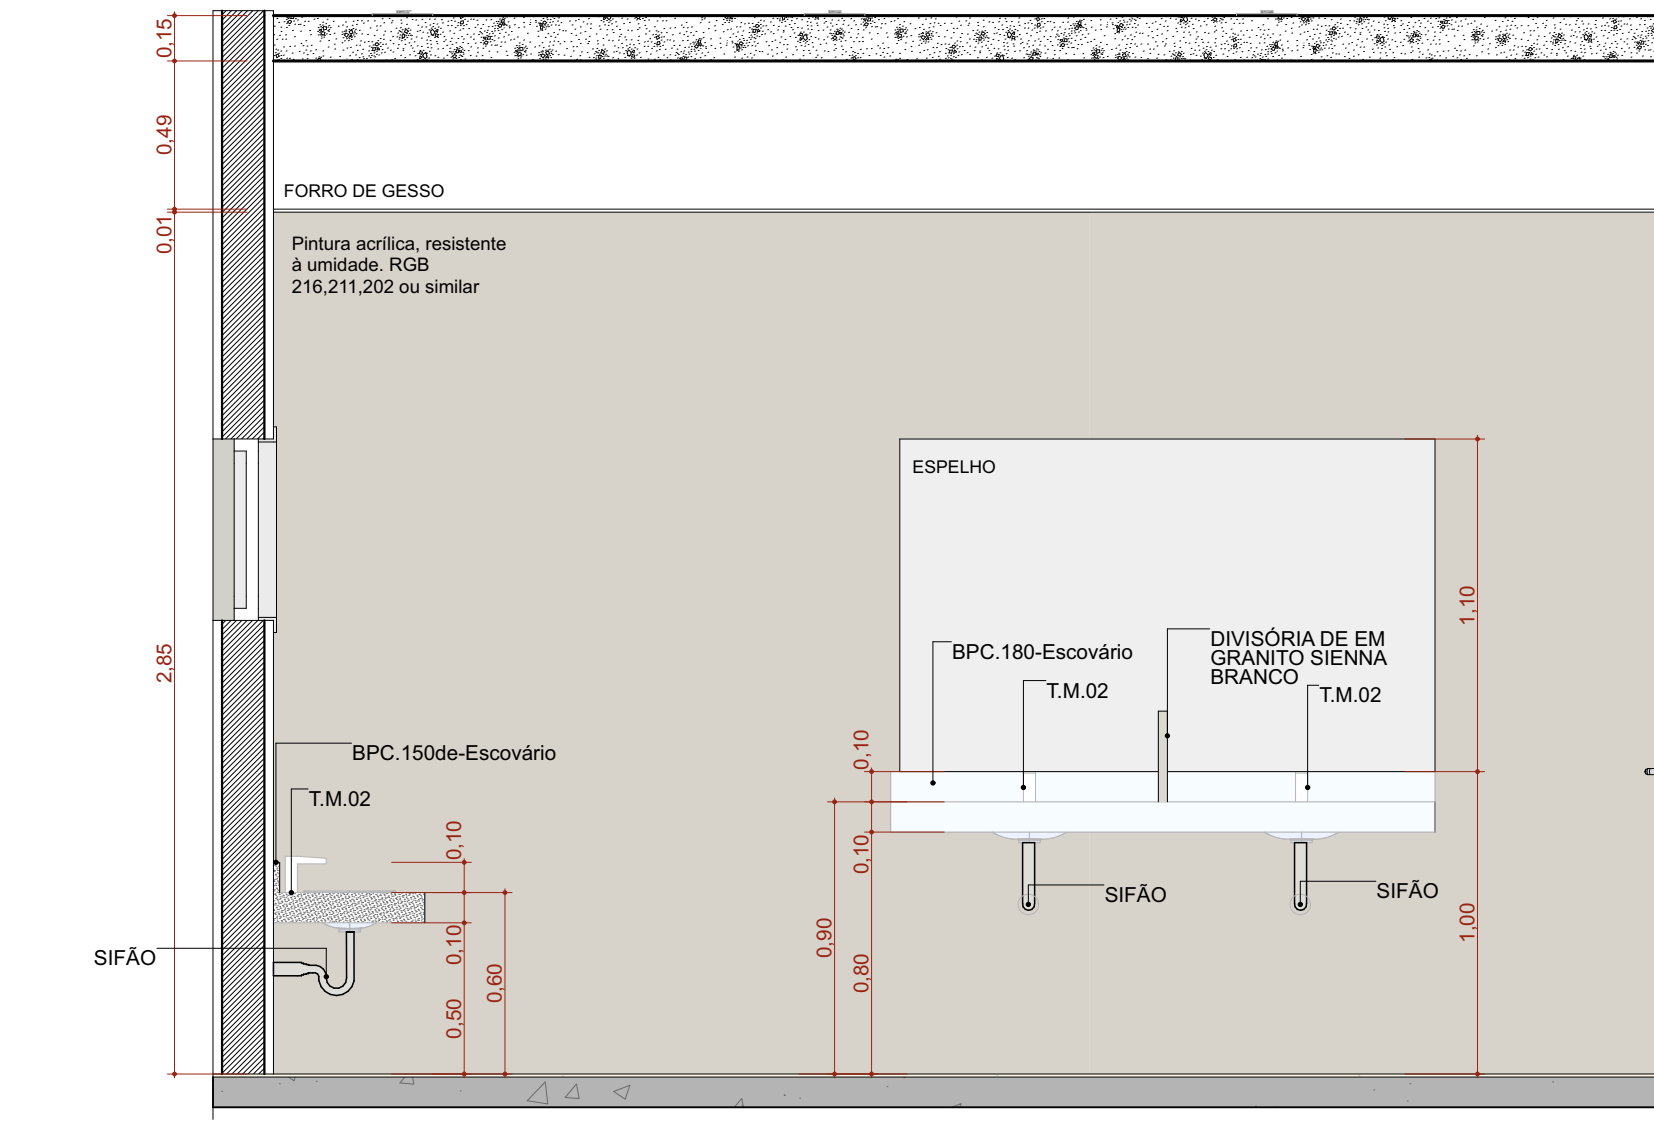 0,15
0,49
FORRO DE GESSO
0,01
Pintura acrílica, resistente
à umidade. RGB
216,211,202 ou similar
ESPELHO
1,10
DIVISÓRIA DE EM
GRANITO SIENNA
BRANCO
BPC.180-Escovário
T.M.02
T.M.02
2,85
0,10
BPC.150de-Escovário
T.M.02
0,10
0,10
SIFÃO
SIFÃO
0,90
1,00
0,10
SIFÃO
0,60
0,80
0,50